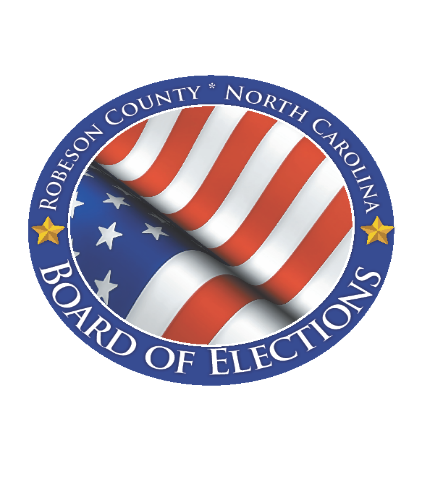 ROBESON COUNTY * NORTH CAROLINA
BOARD OF ELECTIONS